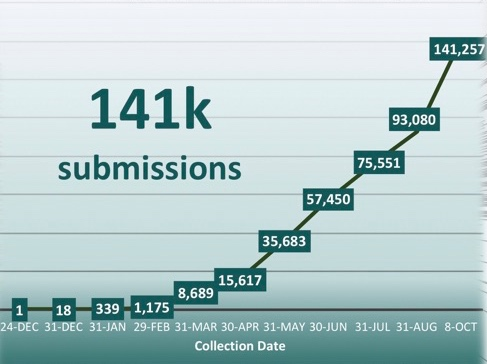 141,257
141k
submissions
93,080
75,551
57,450
35,683
15,617
8,689
1 18 339 1,175
24-DEC 31-DEC 31-JAN 29-FEB 31-MAR 30-APR 31-MAY 30-JUN 31-JUL 31-AUG 8-OCT
Collection Date